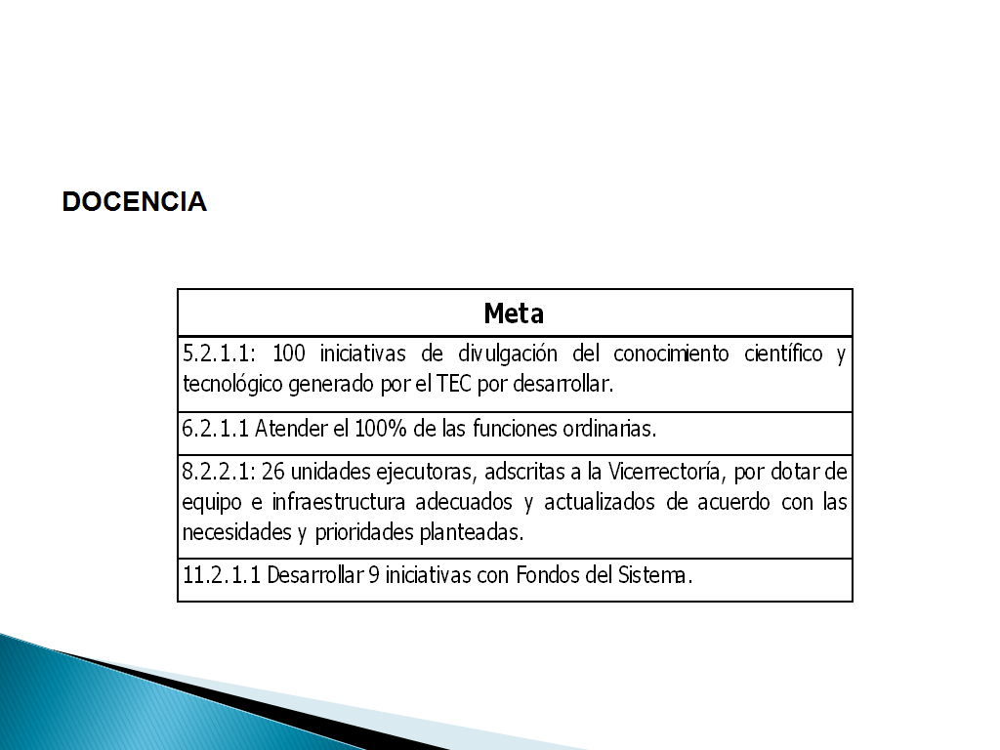 DOCENCIA
Meta
5.2.1.1: 100 iniciativas de divulgación del conocimiento científico y
tecnológico generado por el TEC por desarrollar.
6.2.1.1 Atender el 100% de las funciones ordinarias.
8.2.2.1: 26 unidades ejecutoras, adscritas a la Vicerrectoría, por dotar de
equipo e infraestructura adecuados y actualizados de acuerdo con las
necesidades y prioridades planteadas.
11.2.1.1 Desarrollar 9 iniciativas con Fondos del Sistema.